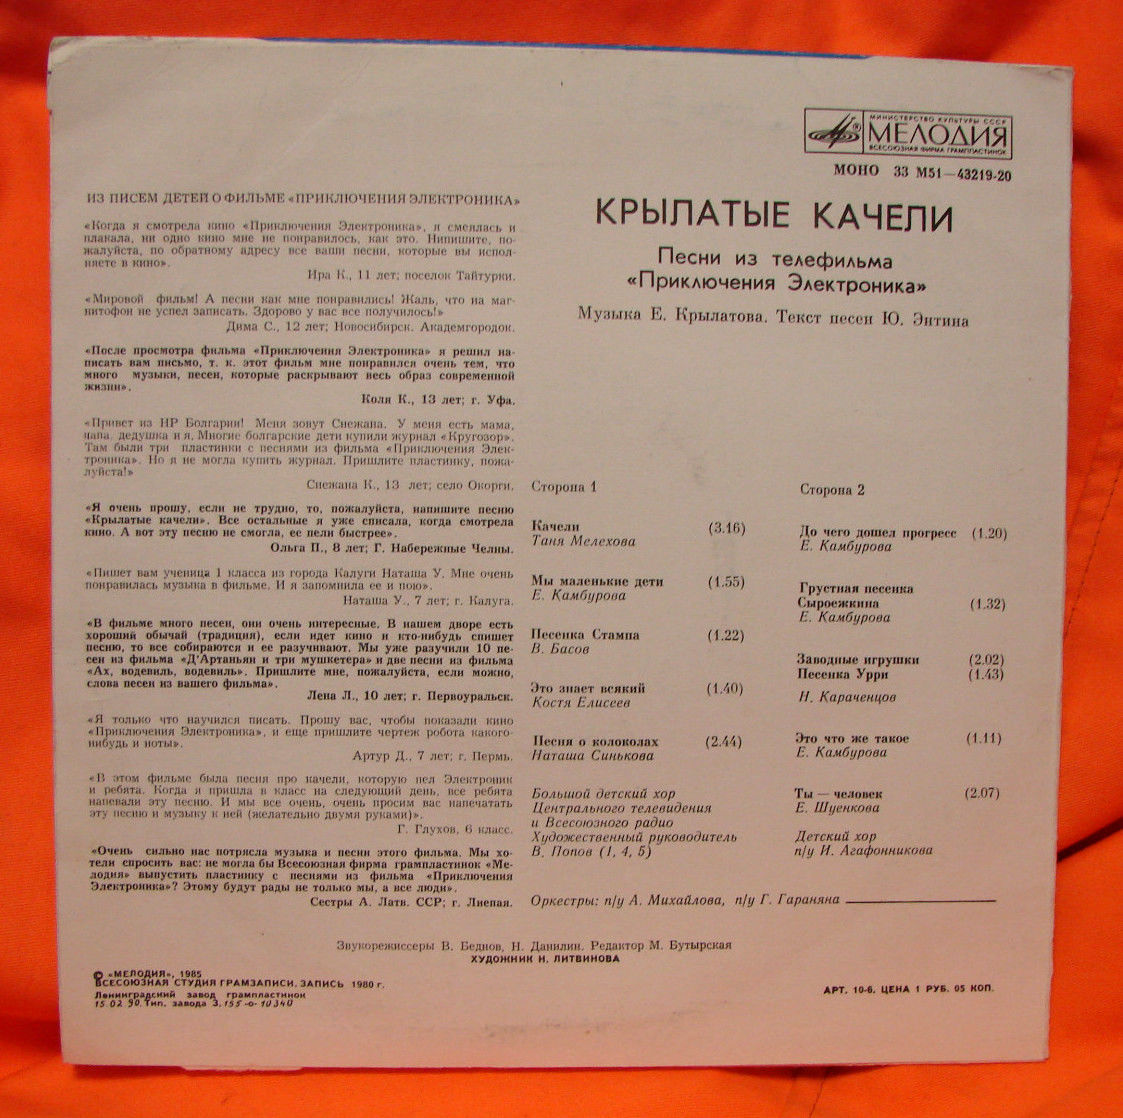 МИНИСТЕРСТВО КУЛЬТУРЫ СССР
МЕЛОДИЯ
ВСЕСОЮЗНАЯ ФИРМА ГРАМПЛАСТИНОК
МОНО 33 М51—43219-20
ИЗ ПИСЕМ ДЕТЕЙ О ФИЛЬМЕ «ПРИКЛЮЧЕНИЯ ЭЛЕКТРОНИКА»
«Когда я смотрела кино «Приключения Электроника», я смеялась и
плакала, ни одно кино мне не понравилось, как это. Нипишите, по-
жалуйста, по обратному адресу все ваши песни, которые вы испол-
няете в кино».
Ира К., 11 лет; поселок Тайтурки.
«Мировой фильм! А песни как мне понравились! Жаль, что на маг-
нитофон не успел записать. Здорово у вас все получилось!»
Дима С., 12 лет; Новосибирск. Академгородок.
«После просмотра фильма «Приключения Электроника» я решил на-
писать вам письмо, т. к. этот фильм мне понравился очень тем, что
много музыки, песен, которые раскрывают весь образ современной
жизни».
Коля К., 13 лет; г. Уфа.
«Привет из НР Болгарии! Меня зовут Снежана. У меня есть мама,
папа, дедушка и я. Многие болгарские дети купили журнал «Кругозор».
Там были три пластинки с песнями из фильма «Приключения Элек-
троника». Но я не могла купить журнал. Пришлите пластинку, пожа-
луйста!»
Снежана К., 13 лет; село Окорги.
«Я очень прошу, если не трудно, то, пожалуйста, напишите песню
«Крылатые качели». Все остальные я уже списала, когда смотрела
кино. А вот эту песню не смогла, ее пели быстрее».
Ольга П., 8 лет; Г. Набережные Челны.
«Пишет вам ученица 1 класса из города Калуги Наташа У. Мне очень
понравилась музыка в фильме. И я запомнила ее и пою».
Наташа У., 7 лет; г. Калуга.
«В фильме много песен, они очень интересные. В нашем дворе есть
хороший обычай (традиция), если идет кино и кто-нибудь спишет
песню, то все собираются и ее разучивают. Мы уже разучили 10 пе-
сен из фильма «Д'Артаньян и три мушкетера» и две песни из фильма
«Ах, водевиль, водевиль». Пришлите мне, пожалуйста, если можно,
слова песен из вашего фильма».
Лена Л., 10 лет; г. Первоуральск.
«Я только что научился писать. Прошу вас, чтобы показали кино
«Приключения Электроника», и еще пришлите чертеж робота какого-
нибудь и ноты».
Артур Д., 7 лет; г. Пермь.
«В этом фильме была песня про качели, которую пел Электроник
и ребята. Когда я пришла в класс на следующий день, все ребята
напевали эту песню. И мы все очень, очень просим вас напечатать
эту песню и музыку к ней (желательно двумя руками)».
Г. Глухов, 6 класс.
«Очень сильно нас потрясла музыка и песни этого фильма. Мы хо-
тели спросить вас: не могла бы Всесоюзная фирма грампластинок «Ме-
лодия» выпустить пластинку с песнями из фильма «Приключения
Электроника»? Этому будут рады не только мы, а все люди».
Сестры А. Латв. ССР; г. Лиепая.
КРЫЛАТЫЕ КАЧЕЛИ
Песни из телефильма
«Приключения Электроника»
Музыка Е. Крылатова. Текст песен Ю. Энтина
Сторона 1
Качели (3.16)
Таня Мелехова
Мы маленькие дети (1.55)
Е. Камбурова
Песенка Стампа (1.22)
В. Басов
Это знает всякий (1.40)
Костя Елисеев
Песня о колоколах (2.44)
Наташа Синькова
Большой детский хор
Центрального телевидения
и Всесоюзного радио
Художественный руководитель
В. Попов (1, 4, 5)
Сторона 2
До чего дошел прогресс (1.20)
Е. Камбурова
Грустная песенка
Сыроежкина (1.32)
Е. Камбурова
Заводные игрушки (2.02)
Песенка Урри (1.43)
Н. Караченцов
Это что же такое (1.11)
Е. Камбурова
Ты — человек (2.07)
Е. Шуенкова
Детский хор
п/у И. Агафонникова
Оркестры: п/у А. Михайлова, п/у Г. Гараняна
Звукорежиссеры В. Беднов, Н. Данилин. Редактор М. Бутырская
ХУДОЖНИК Н. ЛИТВИНОВА
© «МЕЛОДИЯ», 1985
ВСЕСОЮЗНАЯ СТУДИЯ ГРАМЗАПИСИ. ЗАПИСЬ 1980 г.
Ленинградский завод грампластинок
15.02.90. Тип. завода З. 155-о-10340
АРТ. 10-6. ЦЕНА 1 РУБ. 05 КОП.